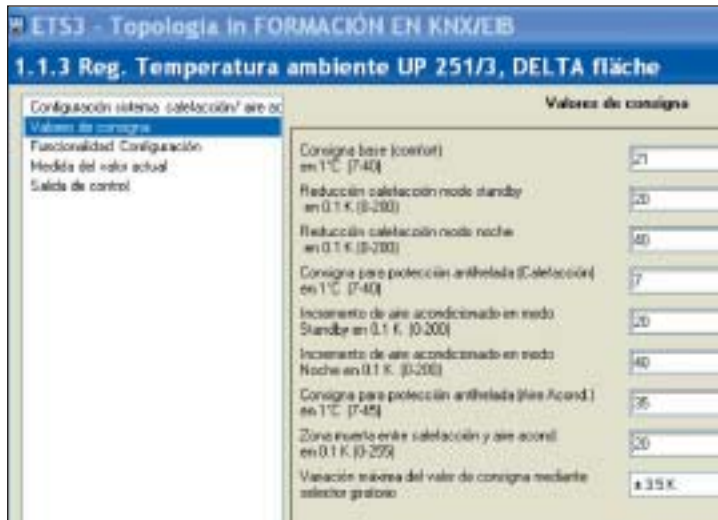 ETS3 - Topologia in FORMACIÓN EN KNX/EIB
1.1.3 Reg. Temperatura ambiente UP 251/3, DELTA fläche
Configuración sistema calefacción/ aire ac
Valores de consigna
Funcionalidad Configuración
Medida del valor actual
Salida de control
Valores de consigna
Consigna base (comfort)
en 1°C (7-40)
21
Reducción calefacción modo standby
en 0.1 K (0-200)
20
Reducción calefacción modo noche
en 0.1 K (0-200)
40
Consigna para protección antihelada (Calefacción)
en 1°C (7-40)
7
Incremento de aire acondicionado en modo
Standby en 0.1 K (0-200)
20
Incremento de aire acondicionado en modo
Noche en 0.1 K (0-200)
40
Consigna para protección antihelada (Aire Acond.)
en 1°C (7-45)
35
Zona muerta entre calefacción y aire acond.
en 0.1 K (0-255)
20
Variación máxima del valor de consigna mediante
selector giratorio
± 3.5 K